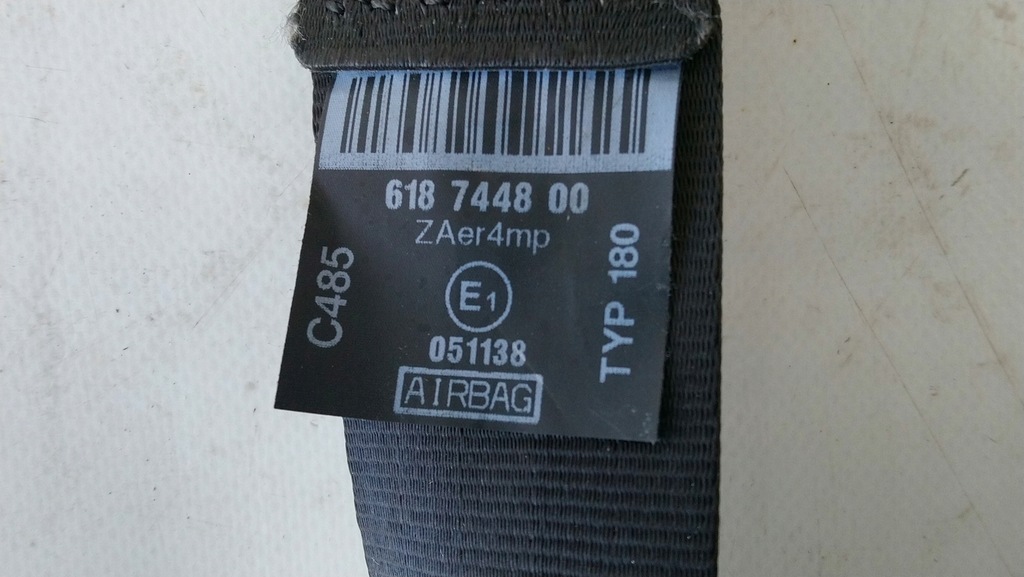 618 7448 00
ZAer4mp
C485
E1
TYP 180
051138
AIRBAG